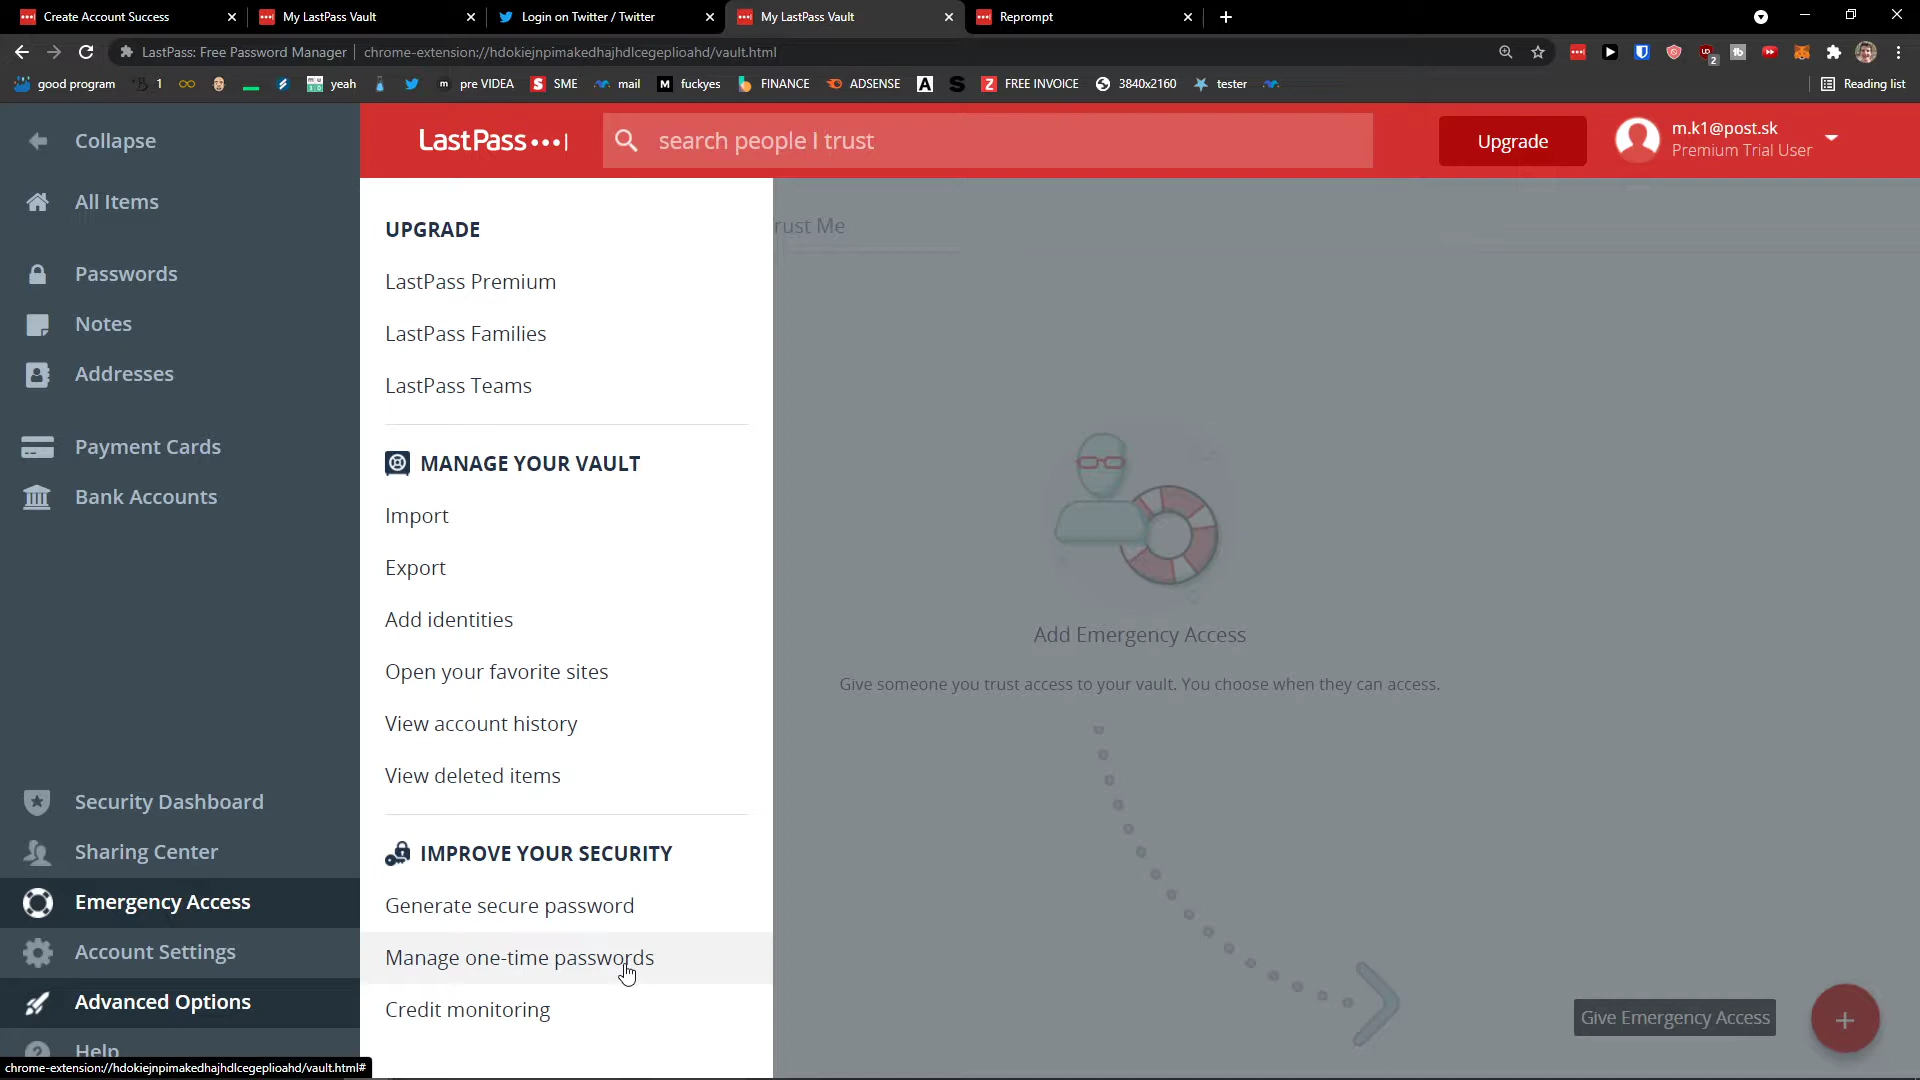 Create Account Success
My LastPass Vault
Login on Twitter / Twitter
My LastPass Vault
Reprompt
LastPass: Free Password Manager
chrome-extension://hdokiejnpimakedhajhdlcegeplioahd/vault.html
2
good program
1
yeah
pre VIDEA
SME
mail
fuckyes
FINANCE
ADSENSE
FREE INVOICE
3840x2160
tester
Reading list
Collapse
LastPass
search people I trust
Upgrade
m.k1@post.sk
Premium Trial User
All Items
Passwords
Notes
Addresses
Payment Cards
Bank Accounts
Security Dashboard
Sharing Center
Emergency Access
Account Settings
Advanced Options
Help
UPGRADE
LastPass Premium
LastPass Families
LastPass Teams
MANAGE YOUR VAULT
Import
Export
Add identities
Open your favorite sites
View account history
View deleted items
IMPROVE YOUR SECURITY
Generate secure password
Manage one-time passwords
Credit monitoring
rust Me
Add Emergency Access
Give someone you trust access to your vault. You choose when they can access.
Give Emergency Access
chrome-extension://hdokiejnpimakedhajhdlcegeplioahd/vault.html#